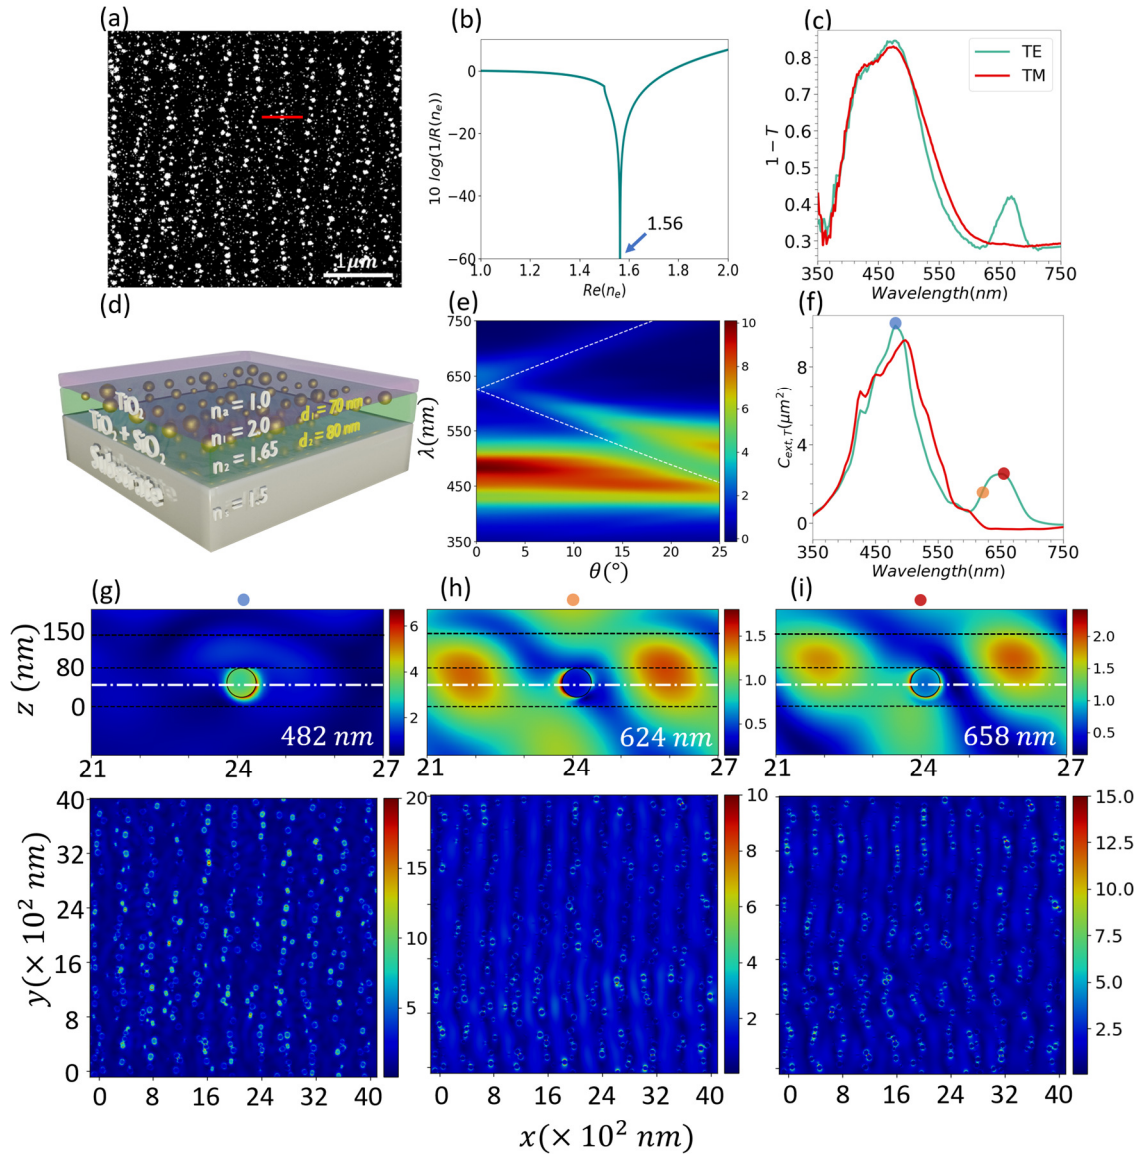 (a)
1μm
(b)
10 log(1/R(nₑ))
0
−20
−40
−60
1.56
1.0 1.2 1.4 1.6 1.8 2.0
Re(nₑ)
(c)
1 − T
0.8
0.7
0.6
0.4
0.3
TE
TM
350 450 550 650 750
Wavelength(nm)
(d)
TiO₂
TiO₂ + SiO₂
Substrate
nₐ = 1.0
n₁ = 2.0
d₁ = 70 nm
n₂ = 1.65
d₂ = 80 nm
= 1.5
(e)
λ(nm)
750
650
550
450
350
0 5 10 15 20 25
θ(°)
10
8
6
4
2
0
(f)
C_ext,T(μm²)
8
4
0
350 450 550 650 750
Wavelength(nm)
(g)
z(nm)
150
80
0
482 nm
21 24 27
6
4
2
(h)
624 nm
21 24 27
1.5
1.0
0.5
(i)
658 nm
21 24 27
2.0
1.5
1.0
0.5
y(× 10² nm)
40
32
24
16
8
0
0 8 16 24 32 40
20
15
10
5
0 8 16 24 32 40
10
8
6
4
2
0 8 16 24 32 40
15.0
12.5
10.0
7.5
5.0
2.5
x(× 10² nm)